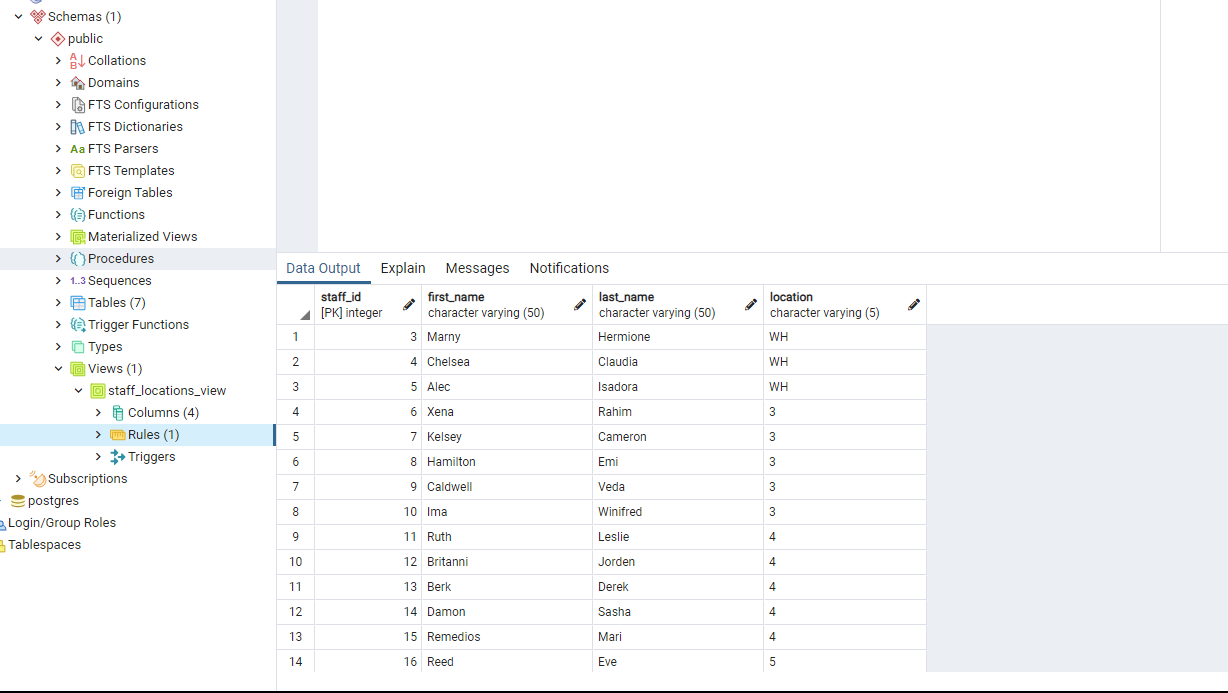 Schemas (1)
public
Collations
Domains
FTS Configurations
FTS Dictionaries
Aa FTS Parsers
FTS Templates
Foreign Tables
Functions
Materialized Views
Procedures
1..3 Sequences
Tables (7)
Trigger Functions
Types
Views (1)
staff_locations_view
Columns (4)
Rules (1)
Triggers
Subscriptions
postgres
Login/Group Roles
Tablespaces
Data Output Explain Messages Notifications
staff_id first_name last_name location
[PK] integer character varying (50) character varying (50) character varying (5)
1 3 Marny Hermione WH
2 4 Chelsea Claudia WH
3 5 Alec Isadora WH
4 6 Xena Rahim 3
5 7 Kelsey Cameron 3
6 8 Hamilton Emi 3
7 9 Caldwell Veda 3
8 10 Ima Winifred 3
9 11 Ruth Leslie 4
10 12 Britanni Jorden 4
11 13 Berk Derek 4
12 14 Damon Sasha 4
13 15 Remedios Mari 4
14 16 Reed Eve 5